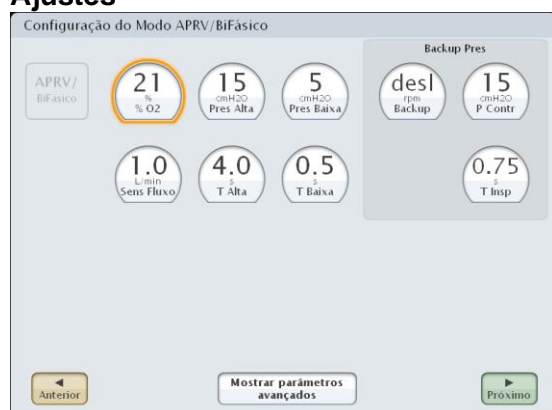 Ajustes
Configuração do Modo APRV/BiFásico
Backup Pres
APRV/
BiFásico
21
%
% O2
15
cmH2O
Pres Alta
5
cmH2O
Pres Baixa
desl
rpm
Backup
15
cmH2O
P Contr
1.0
L/min
Sens Fluxo
4.0
s
T Alta
0.5
s
T Baixa
0.75
s
T Insp
Anterior
Mostrar parâmetros
avançados
Próximo